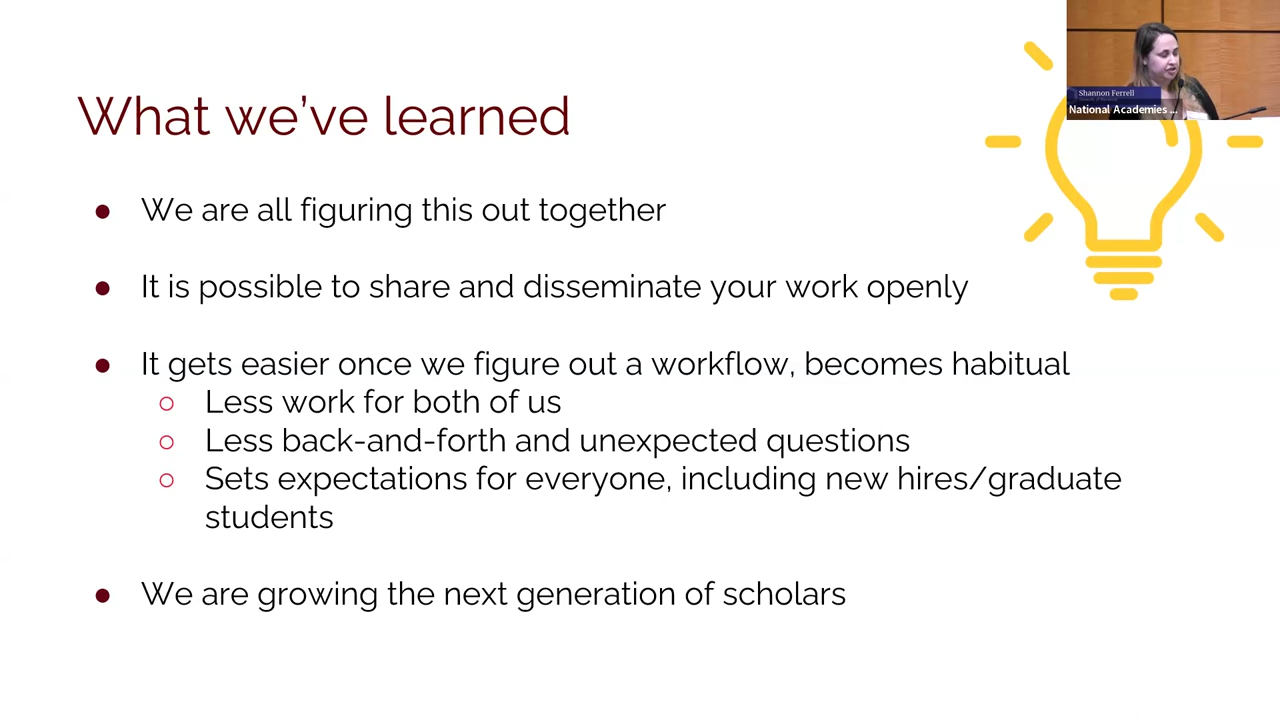 Shannon Ferrell
National Academies ...
What we've learned
● We are all figuring this out together
● It is possible to share and disseminate your work openly
● It gets easier once we figure out a workflow, becomes habitual
○ Less work for both of us
○ Less back-and-forth and unexpected questions
○ Sets expectations for everyone, including new hires/graduate
students
● We are growing the next generation of scholars